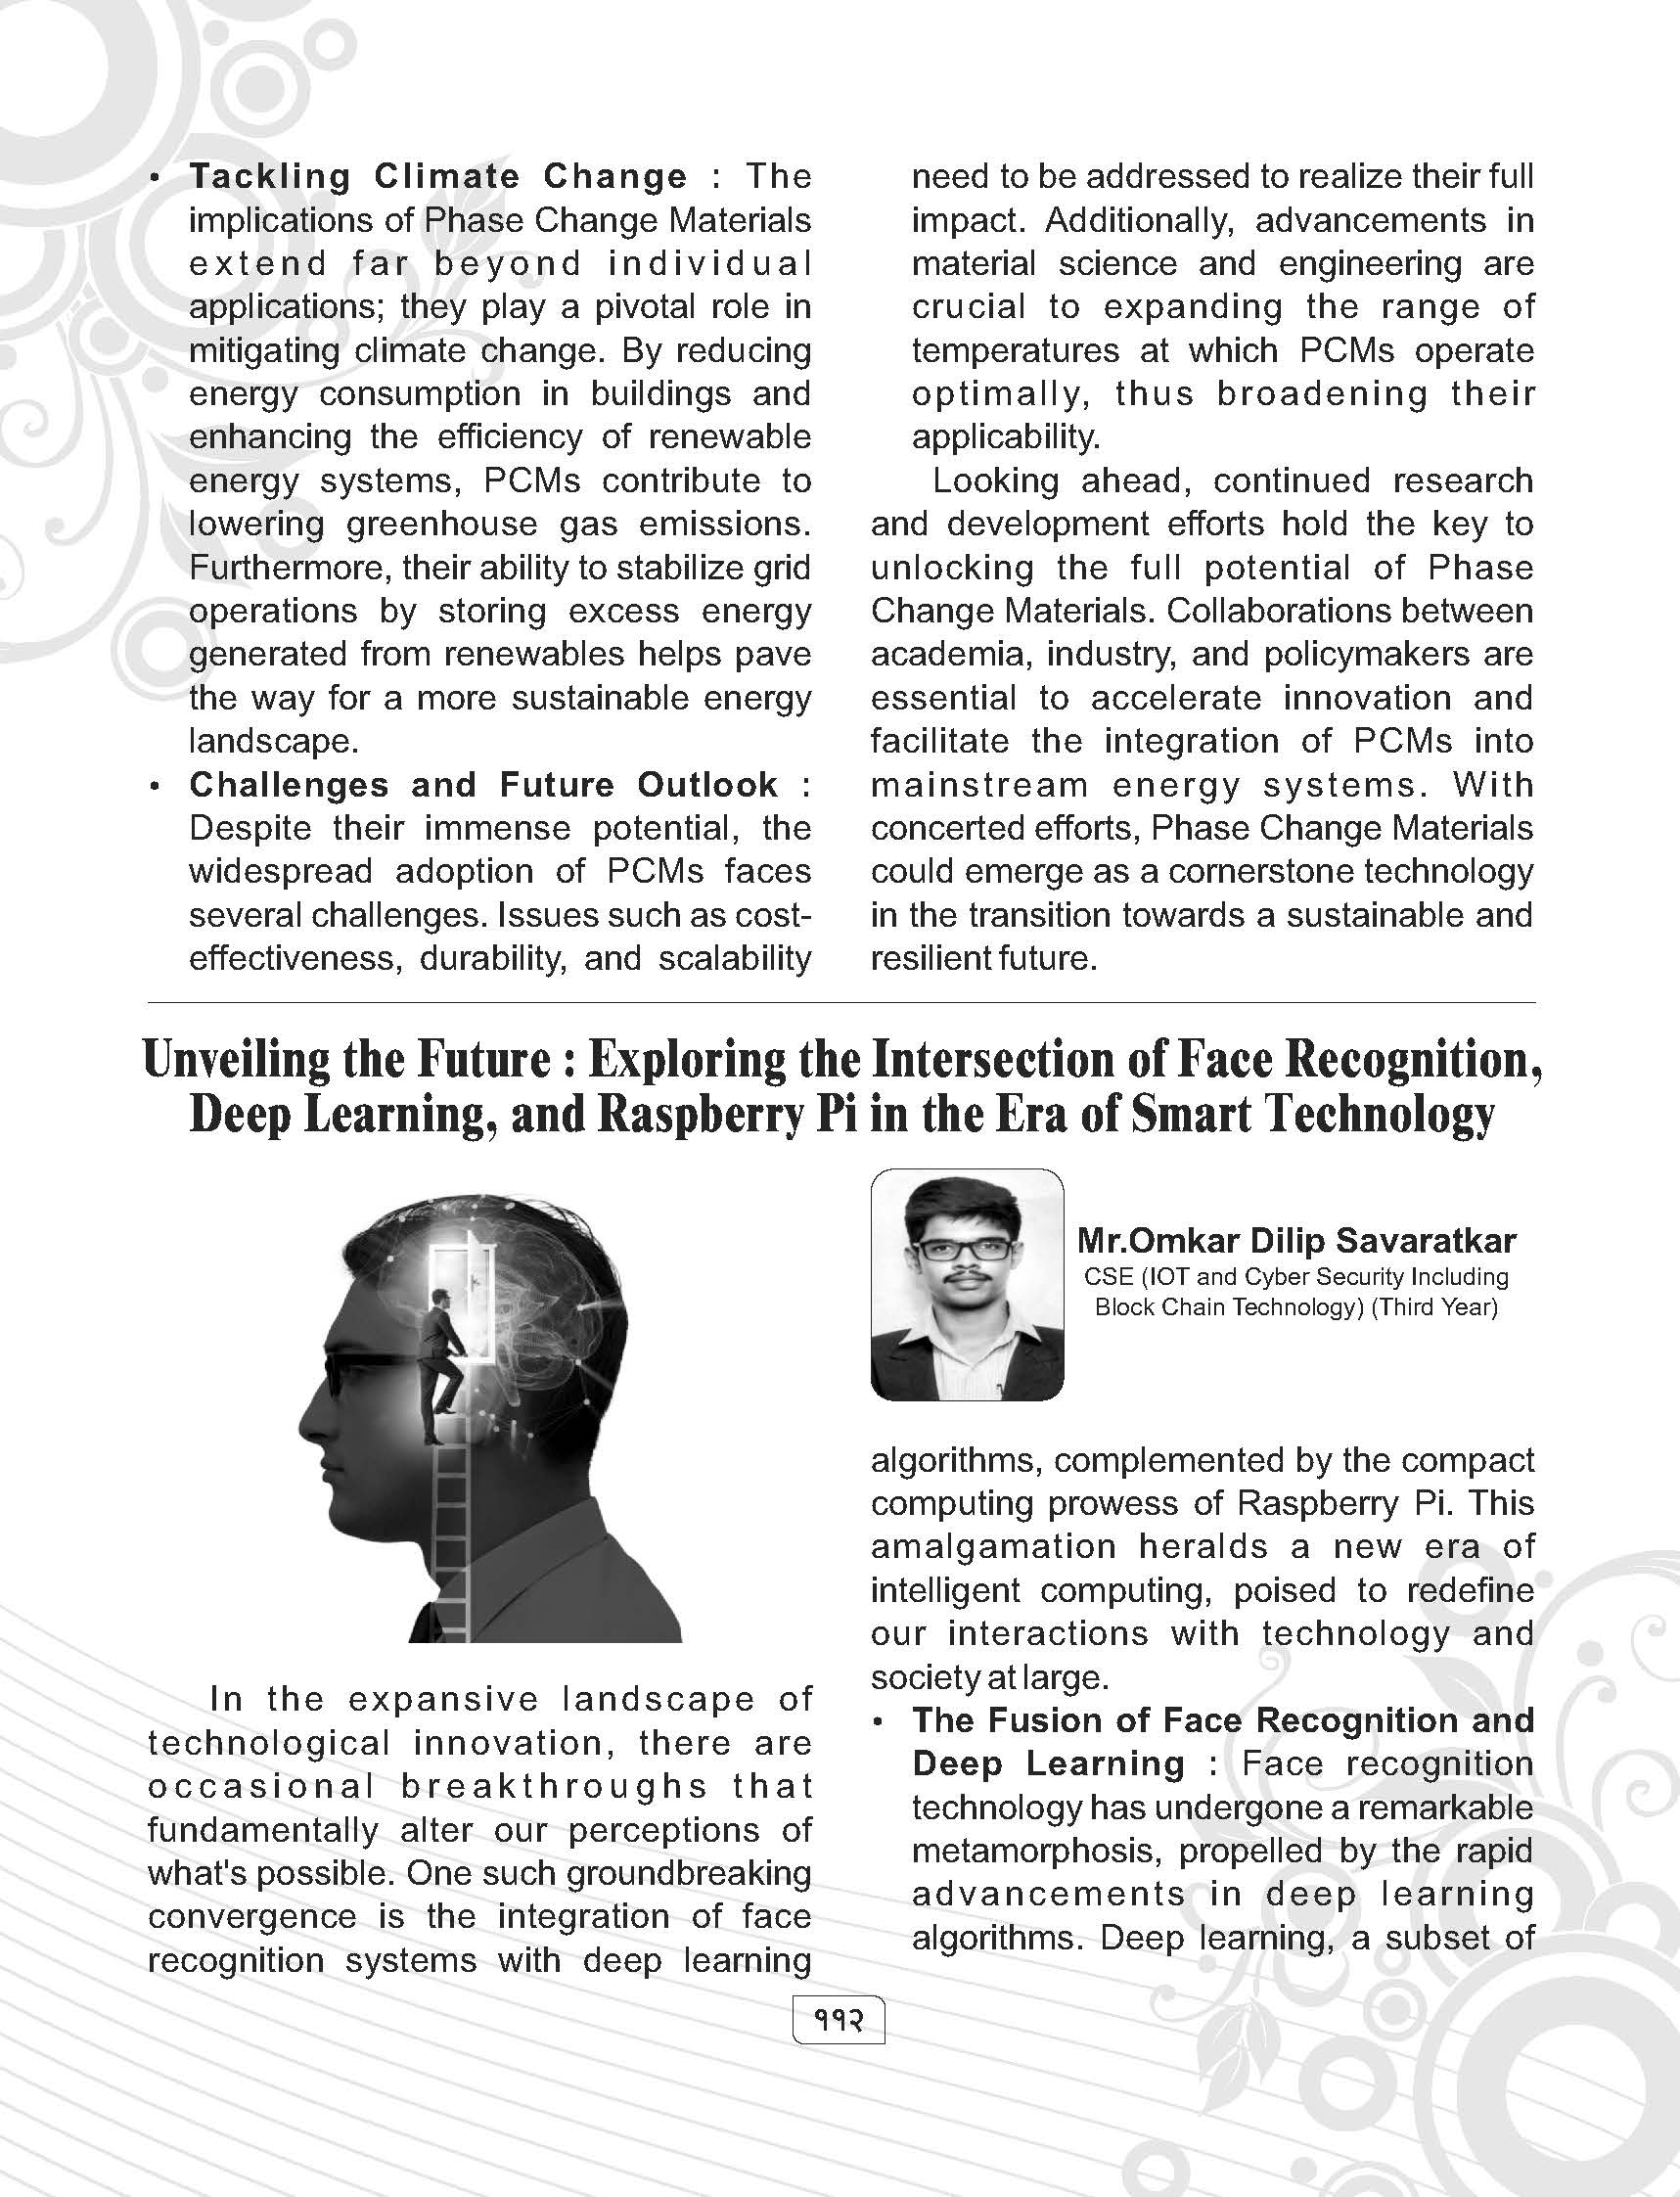 • Tackling Climate Change : The
implications of Phase Change Materials
extend far beyond individual
applications; they play a pivotal role in
mitigating climate change. By reducing
energy consumption in buildings and
enhancing the efficiency of renewable
energy systems, PCMs contribute to
lowering greenhouse gas emissions.
Furthermore, their ability to stabilize grid
operations by storing excess energy
generated from renewables helps pave
the way for a more sustainable energy
landscape.
• Challenges and Future Outlook :
Despite their immense potential, the
widespread adoption of PCMs faces
several challenges. Issues such as cost-
effectiveness, durability, and scalability
need to be addressed to realize their full
impact. Additionally, advancements in
material science and engineering are
crucial to expanding the range of
temperatures at which PCMs operate
optimally, thus broadening their
applicability.
Looking ahead, continued research
and development efforts hold the key to
unlocking the full potential of Phase
Change Materials. Collaborations between
academia, industry, and policymakers are
essential to accelerate innovation and
facilitate the integration of PCMs into
mainstream energy systems. With
concerted efforts, Phase Change Materials
could emerge as a cornerstone technology
in the transition towards a sustainable and
resilient future.
Unveiling the Future : Exploring the Intersection of Face Recognition,
Deep Learning, and Raspberry Pi in the Era of Smart Technology
Mr.Omkar Dilip Savaratkar
CSE (IOT and Cyber Security Including
Block Chain Technology) (Third Year)
In the expansive landscape of
technological innovation, there are
occasional breakthroughs that
fundamentally alter our perceptions of
what's possible. One such groundbreaking
convergence is the integration of face
recognition systems with deep learning
algorithms, complemented by the compact
computing prowess of Raspberry Pi. This
amalgamation heralds a new era of
intelligent computing, poised to redefine
our interactions with technology and
society at large.
• The Fusion of Face Recognition and
Deep Learning : Face recognition
technology has undergone a remarkable
metamorphosis, propelled by the rapid
advancements in deep learning
algorithms. Deep learning, a subset of
११२